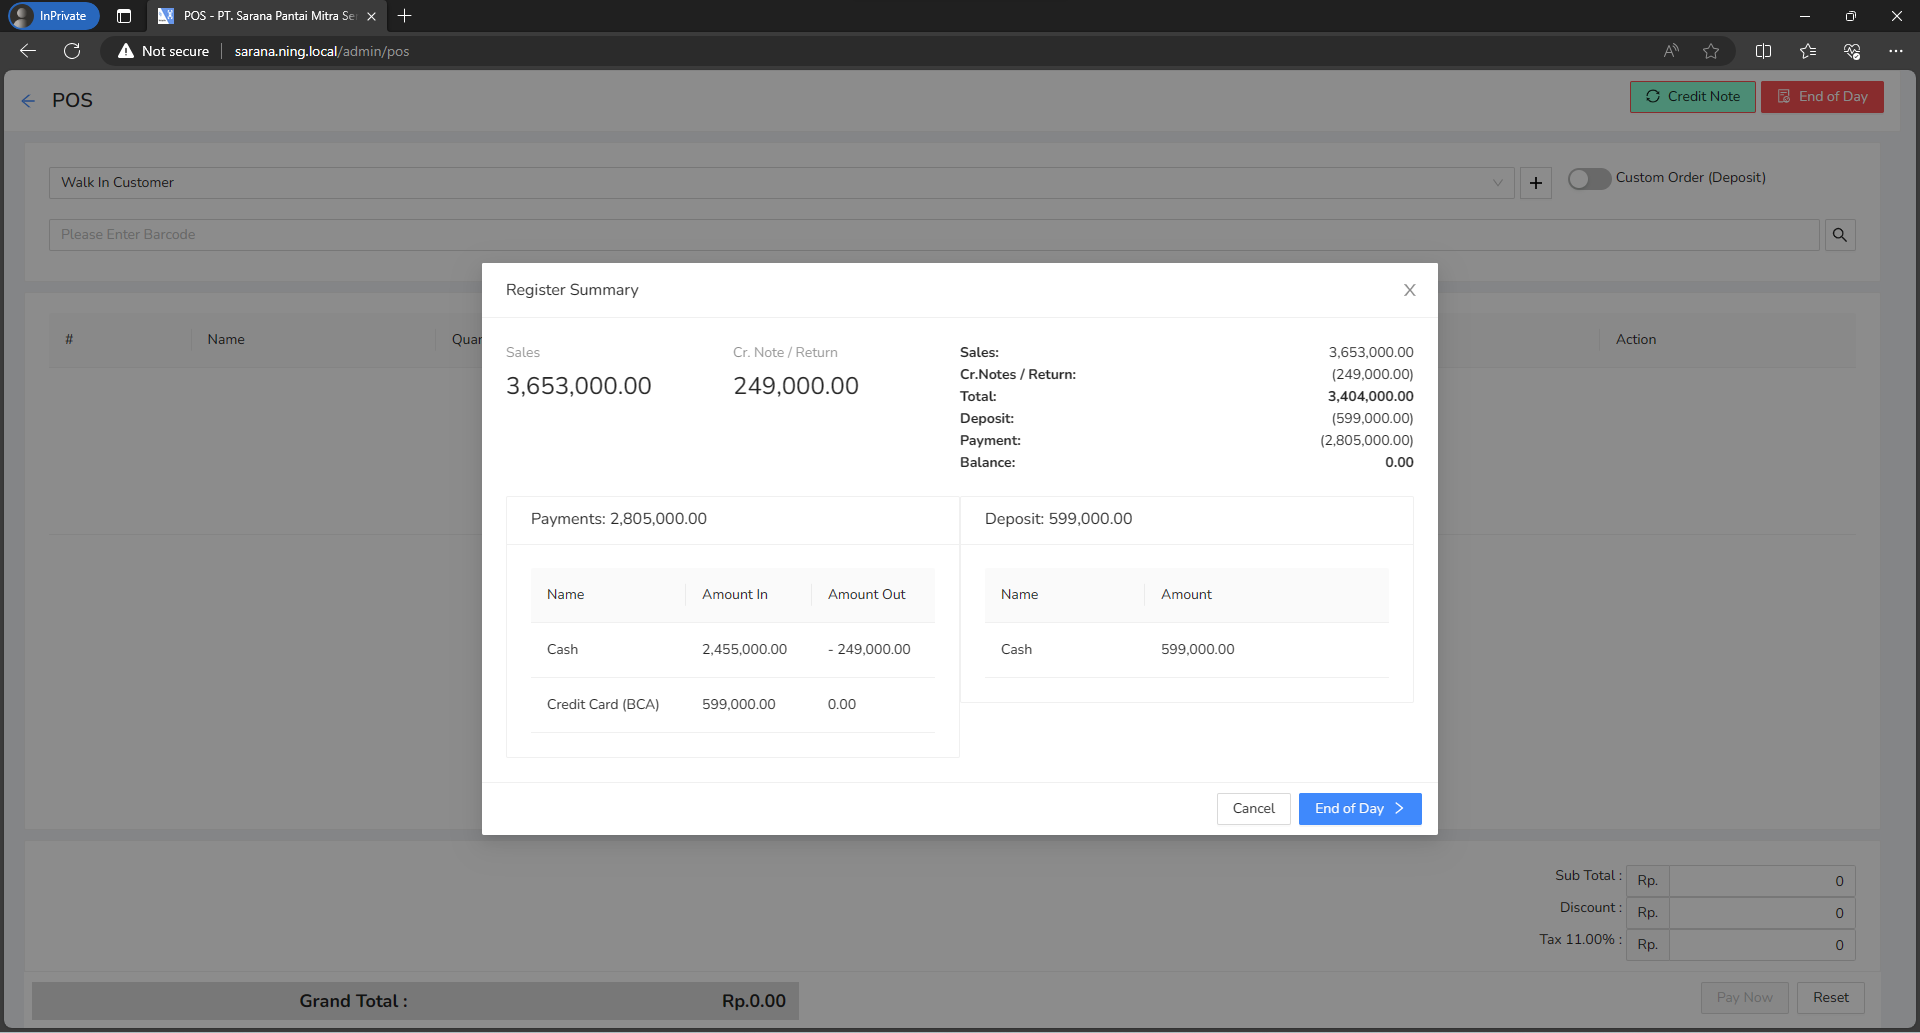 InPrivate
POS - PT. Sarana Pantai Mitra Se
Not secure
sarana.ning.local/admin/pos
POS
Credit Note
End of Day
Walk In Customer
Custom Order (Deposit)
Please Enter Barcode
# Name Quan Action
Register Summary
Sales
3,653,000.00
Cr. Note / Return
249,000.00
Sales: 3,653,000.00
Cr.Notes / Return: (249,000.00)
Total: 3,404,000.00
Deposit: (599,000.00)
Payment: (2,805,000.00)
Balance: 0.00
Payments: 2,805,000.00
Name Amount In Amount Out
Cash 2,455,000.00 - 249,000.00
Credit Card (BCA) 599,000.00 0.00
Deposit: 599,000.00
Name Amount
Cash 599,000.00
Cancel
End of Day
Sub Total : Rp. 0
Discount : Rp. 0
Tax 11.00% : Rp. 0
Grand Total : Rp.0.00
Pay Now
Reset